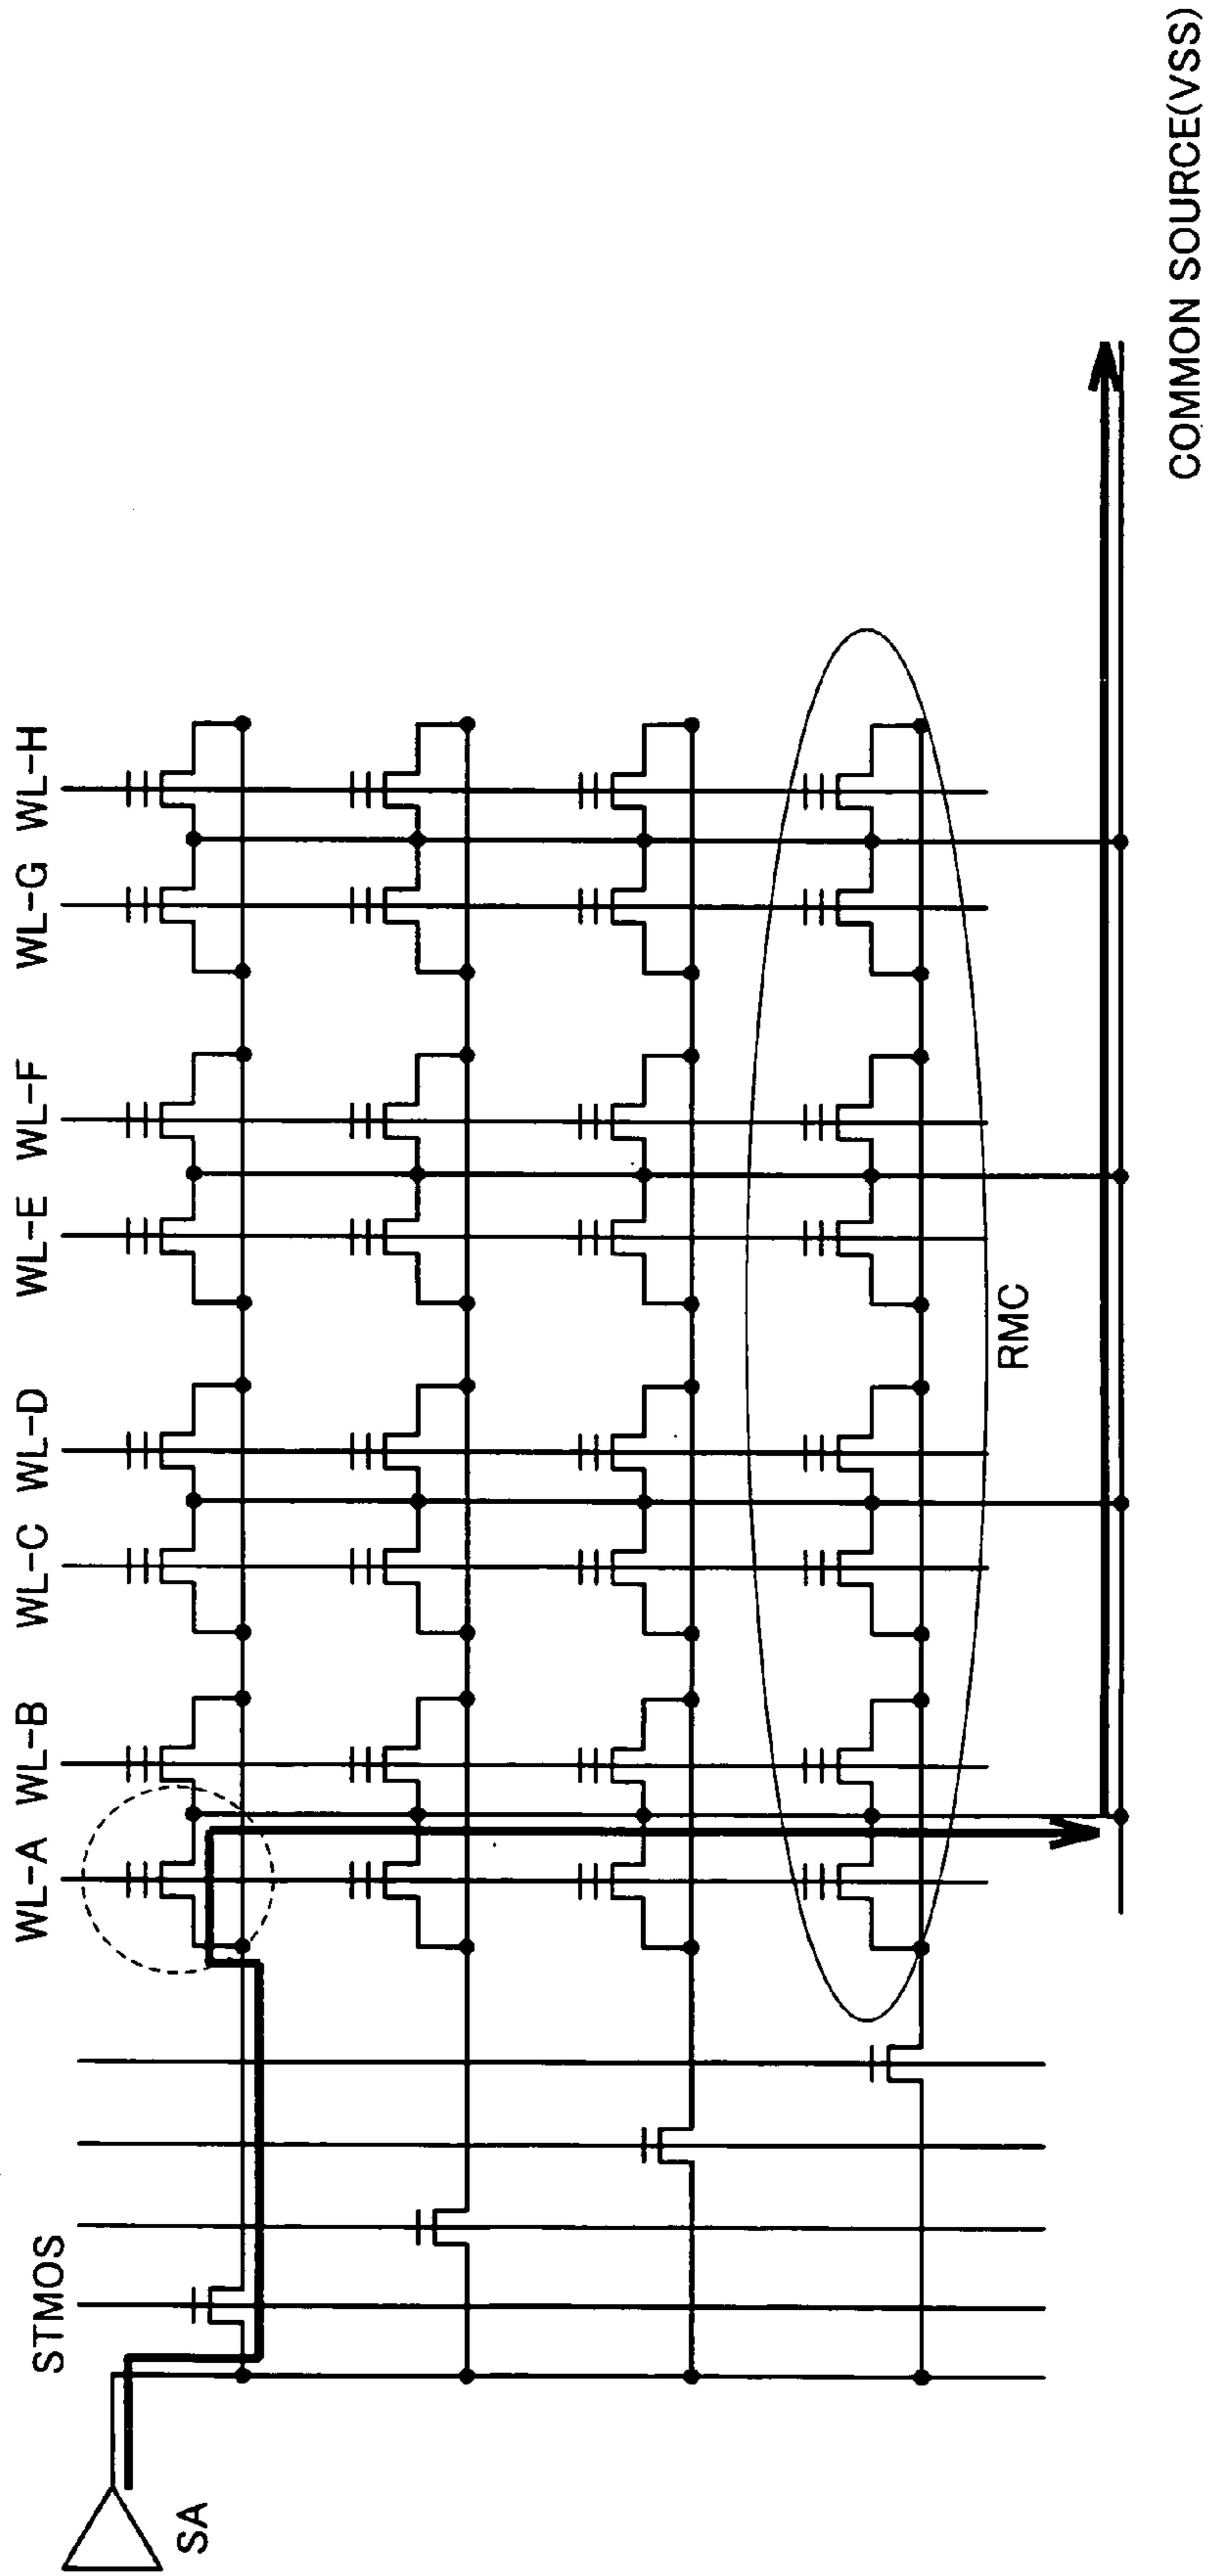 SA
STMOS
WL-A
WL-B
WL-C
WL-D
WL-E
WL-F
WL-G
WL-H
RMC
COMMON SOURCE(VSS)